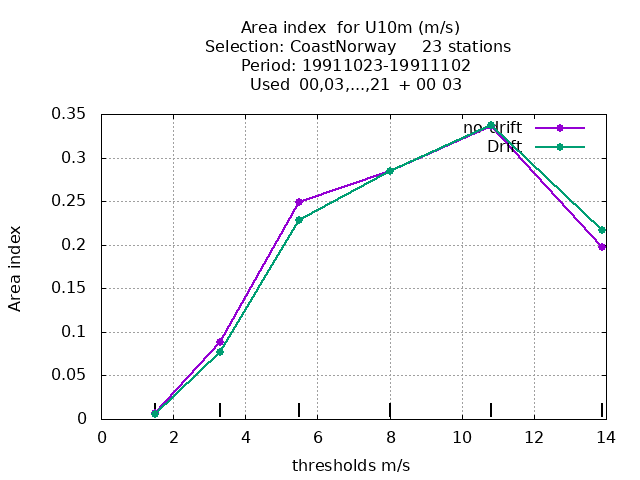 Area index  for U10m (m/s)
Selection: CoastNorway     23 stations
Period: 19911023-19911102
Used  00,03,...,21  + 00 03
no drift
Drift
Area index
0.35
0.3
0.25
0.2
0.15
0.1
0.05
0
0 2 4 6 8 10 12 14
thresholds m/s